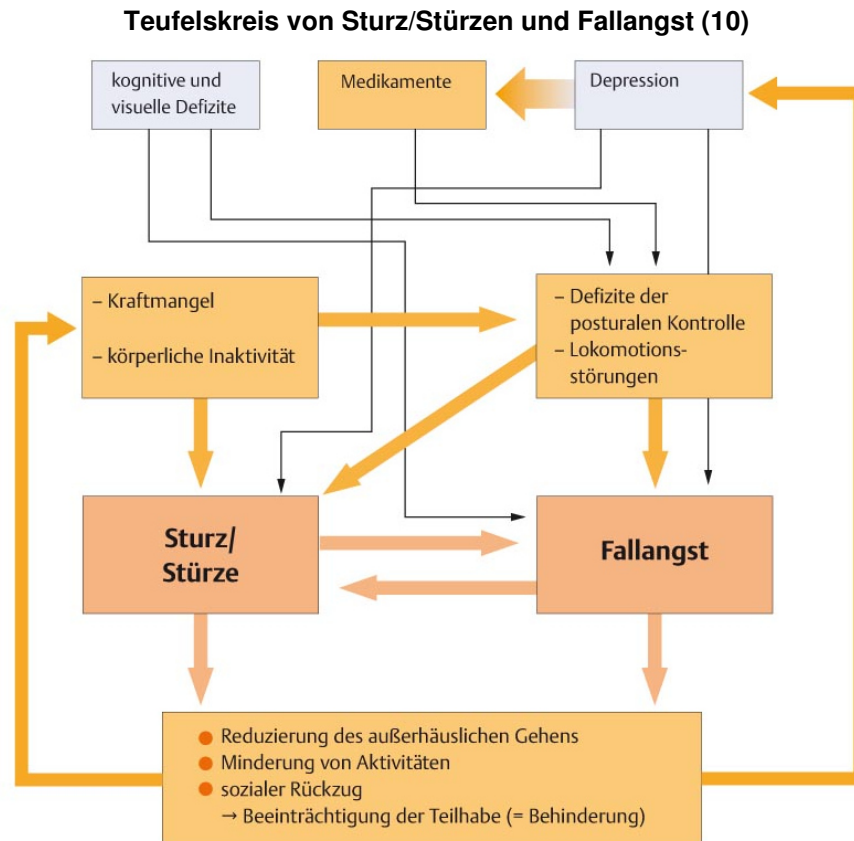 Teufelskreis von Sturz/Stürzen und Fallangst (10)
kognitive und
visuelle Defizite
Medikamente
Depression
– Kraftmangel
– körperliche Inaktivität
– Defizite der
posturalen Kontrolle
– Lokomotions-
störungen
Sturz/
Stürze
Fallangst
● Reduzierung des außerhäuslichen Gehens
● Minderung von Aktivitäten
● sozialer Rückzug
→ Beeinträchtigung der Teilhabe (= Behinderung)